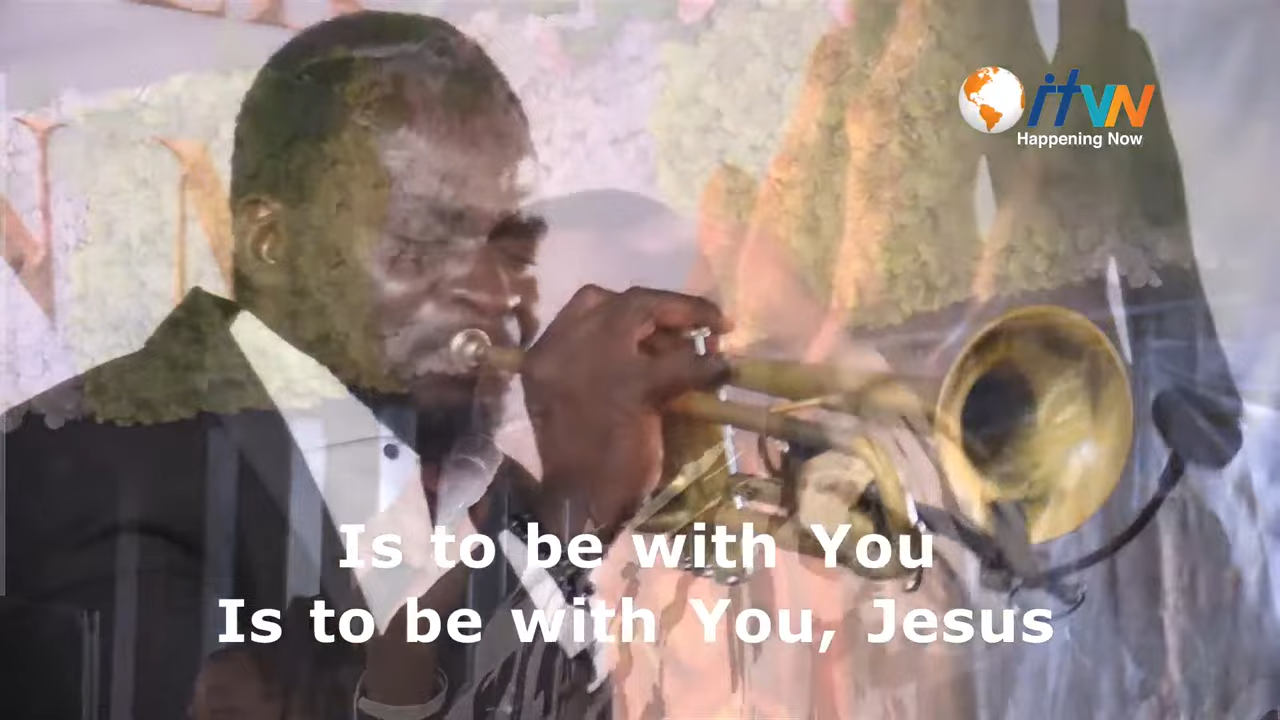 itVN
Happening Now
Is to be with You
Is to be with You, Jesus